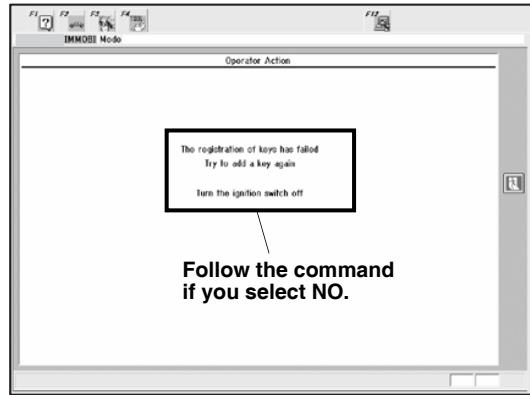 F1 F2 F3 F4 F12
IMMOBI Mode
Operator Action
The registration of keys has failed
Try to add a key again
Turn the ignition switch off
Follow the command
if you select NO.